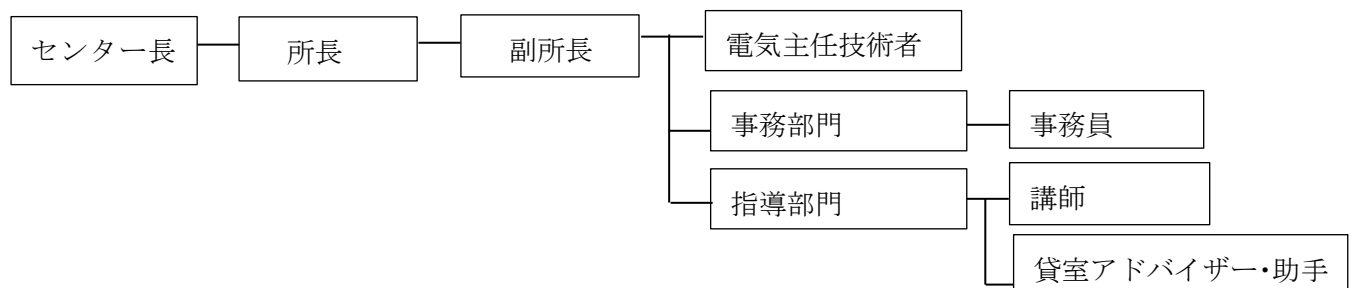 センター長
所長
副所長
電気主任技術者
事務部門
事務員
指導部門
講師
貸室アドバイザー・助手